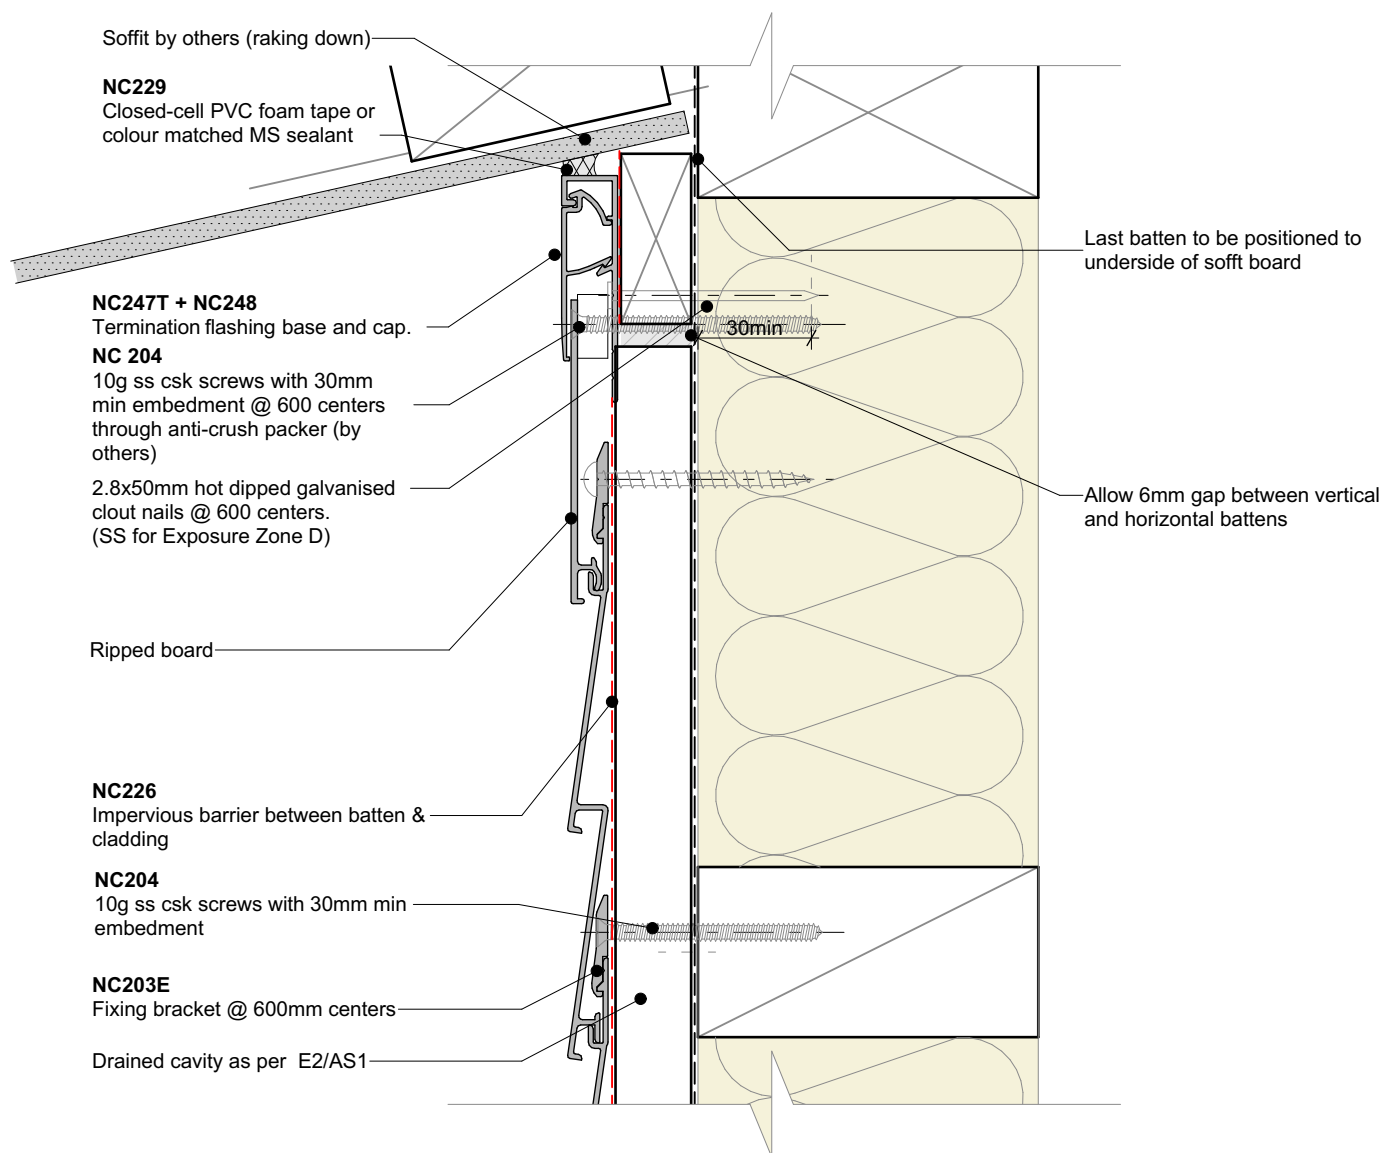 Soffit by others (raking down)
NC229
Closed-cell PVC foam tape or
colour matched MS sealant
NC247T + NC248
Termination flashing base and cap.
NC 204
10g ss csk screws with 30mm
min embedment @ 600 centers
through anti-crush packer (by
others)
2.8x50mm hot dipped galvanised
clout nails @ 600 centers.
(SS for Exposure Zone D)
Ripped board
NC226
Impervious barrier between batten &
cladding
NC204
10g ss csk screws with 30mm min
embedment
NC203E
Fixing bracket @ 600mm centers
Drained cavity as per E2/AS1
30min
Last batten to be positioned to
underside of sofft board
Allow 6mm gap between vertical
and horizontal battens